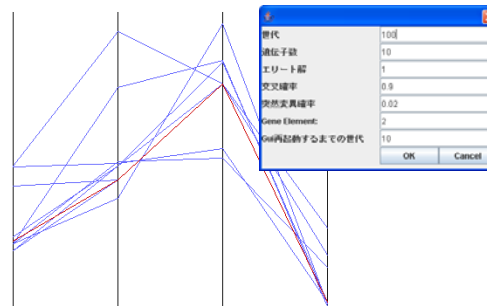 世代
100
遺伝子数
10
エリート解
1
交叉確率
0.9
突然変異確率
0.02
Gene Element:
2
Gui再起動するまでの世代
10
OK
Cancel